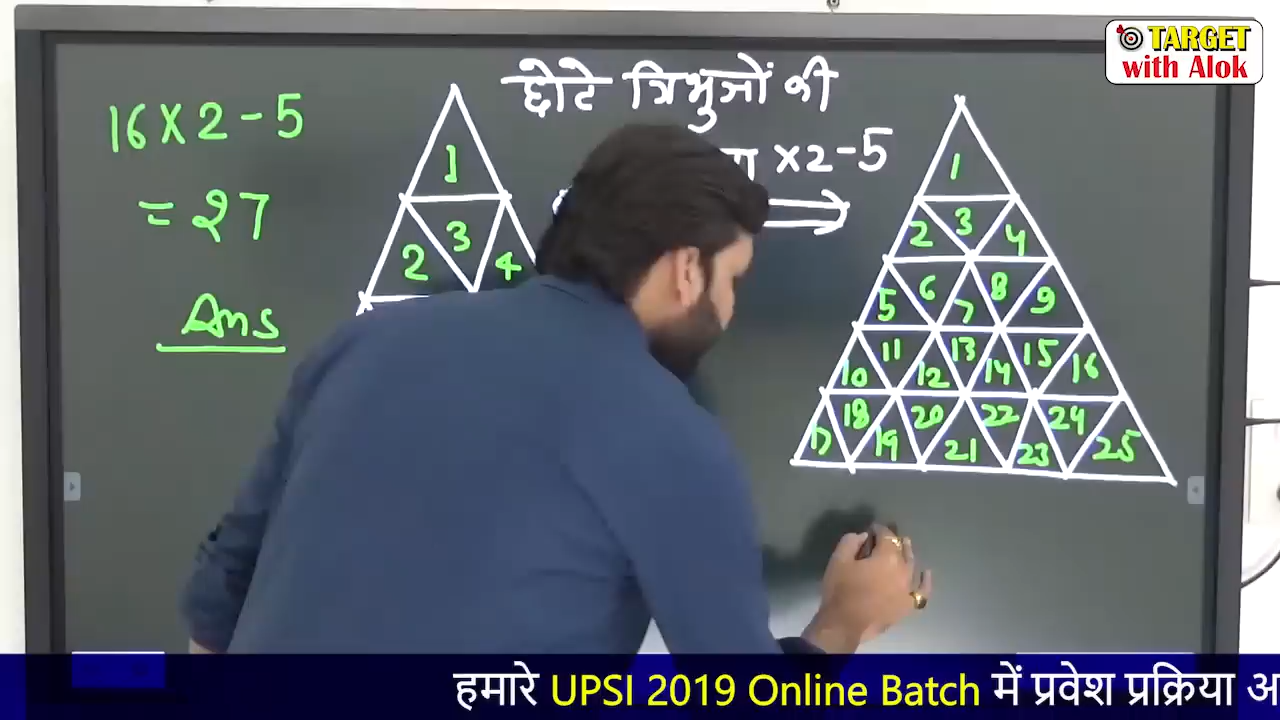 TARGET
with Alok
छोटे त्रिभुजों की
×2-5
16×2-5
= 27
Ans
1
2 3 4
1
2 3 4
5 6 7 8 9
10 11 12 13 14 15 16
17 18 19 20 21 22 23 24 25
हमारे UPSI 2019 Online Batch में प्रवेश प्रक्रिया